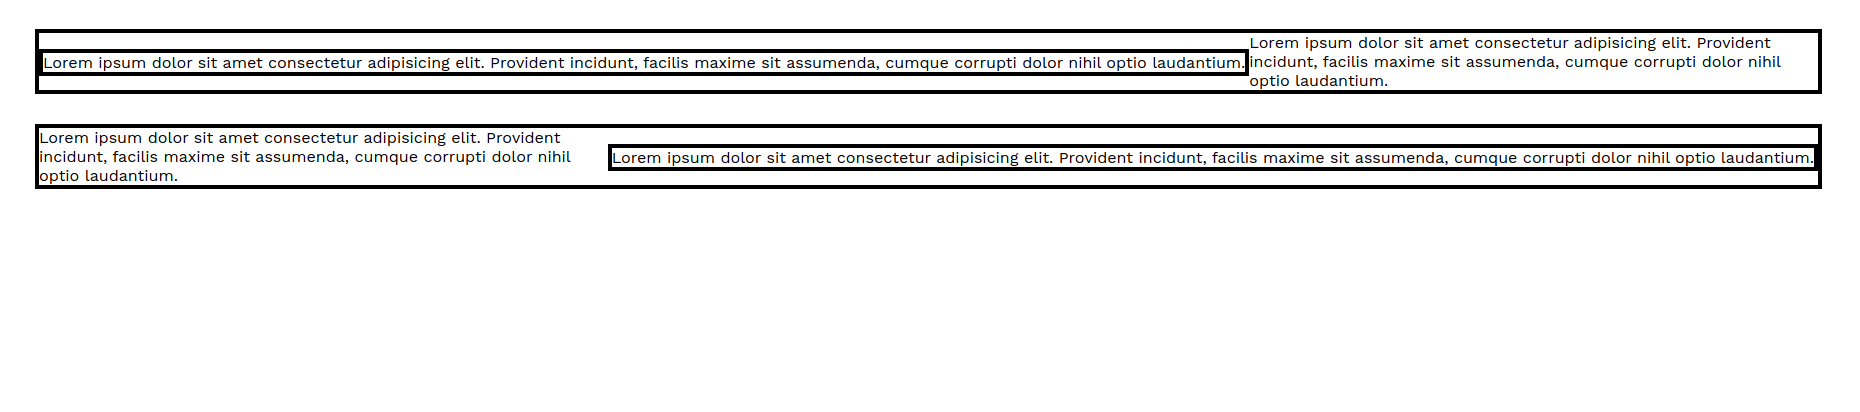 Lorem ipsum dolor sit amet consectetur adipisicing elit. Provident incidunt, facilis maxime sit assumenda, cumque corrupti dolor nihil optio laudantium.
Lorem ipsum dolor sit amet consectetur adipisicing elit. Provident
incidunt, facilis maxime sit assumenda, cumque corrupti dolor nihil
optio laudantium.
Lorem ipsum dolor sit amet consectetur adipisicing elit. Provident
incidunt, facilis maxime sit assumenda, cumque corrupti dolor nihil
optio laudantium.
Lorem ipsum dolor sit amet consectetur adipisicing elit. Provident incidunt, facilis maxime sit assumenda, cumque corrupti dolor nihil optio laudantium.